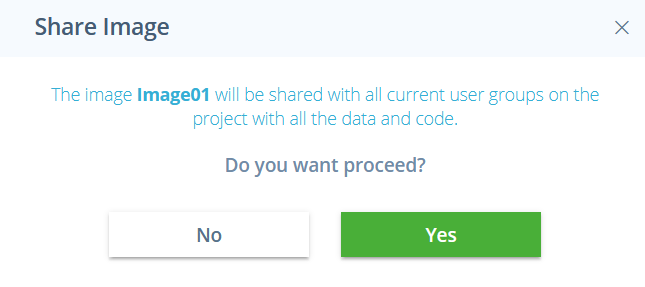 Share Image
The image Image01 will be shared with all current user groups on the
project with all the data and code.
Do you want proceed?
No
Yes